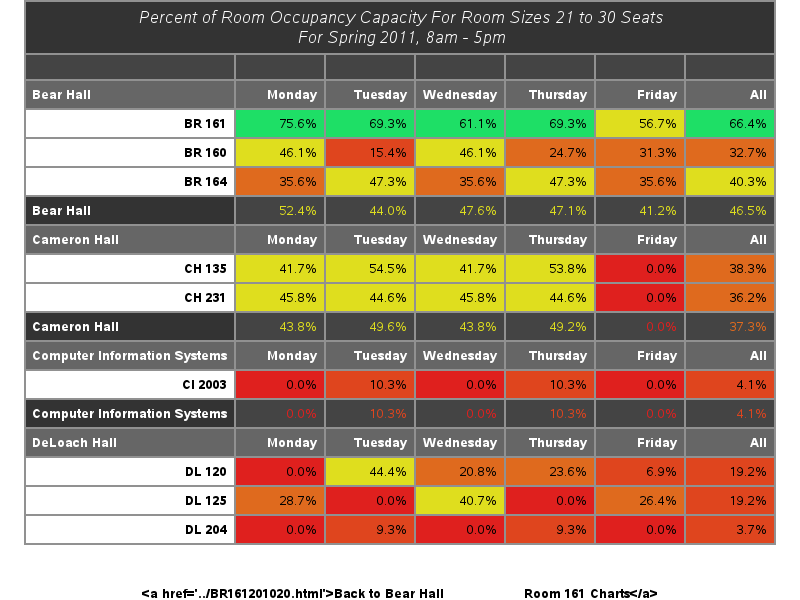 Percent of Room Occupancy Capacity For Room Sizes 21 to 30 Seats
For Spring 2011, 8am - 5pm
Bear Hall Monday Tuesday Wednesday Thursday Friday All
BR 161 75.6% 69.3% 61.1% 69.3% 56.7% 66.4%
BR 160 46.1% 15.4% 46.1% 24.7% 31.3% 32.7%
BR 164 35.6% 47.3% 35.6% 47.3% 35.6% 40.3%
Bear Hall 52.4% 44.0% 47.6% 47.1% 41.2% 46.5%
Cameron Hall Monday Tuesday Wednesday Thursday Friday All
CH 135 41.7% 54.5% 41.7% 53.8% 0.0% 38.3%
CH 231 45.8% 44.6% 45.8% 44.6% 0.0% 36.2%
Cameron Hall 43.8% 49.6% 43.8% 49.2% 0.0% 37.3%
Computer Information Systems Monday Tuesday Wednesday Thursday Friday All
CI 2003 0.0% 10.3% 0.0% 10.3% 0.0% 4.1%
Computer Information Systems 0.0% 10.3% 0.0% 10.3% 0.0% 4.1%
DeLoach Hall Monday Tuesday Wednesday Thursday Friday All
DL 120 0.0% 44.4% 20.8% 23.6% 6.9% 19.2%
DL 125 28.7% 0.0% 40.7% 0.0% 26.4% 19.2%
DL 204 0.0% 9.3% 0.0% 9.3% 0.0% 3.7%
<a href='../BR161201020.html'>Back to Bear Hall Room 161 Charts</a>